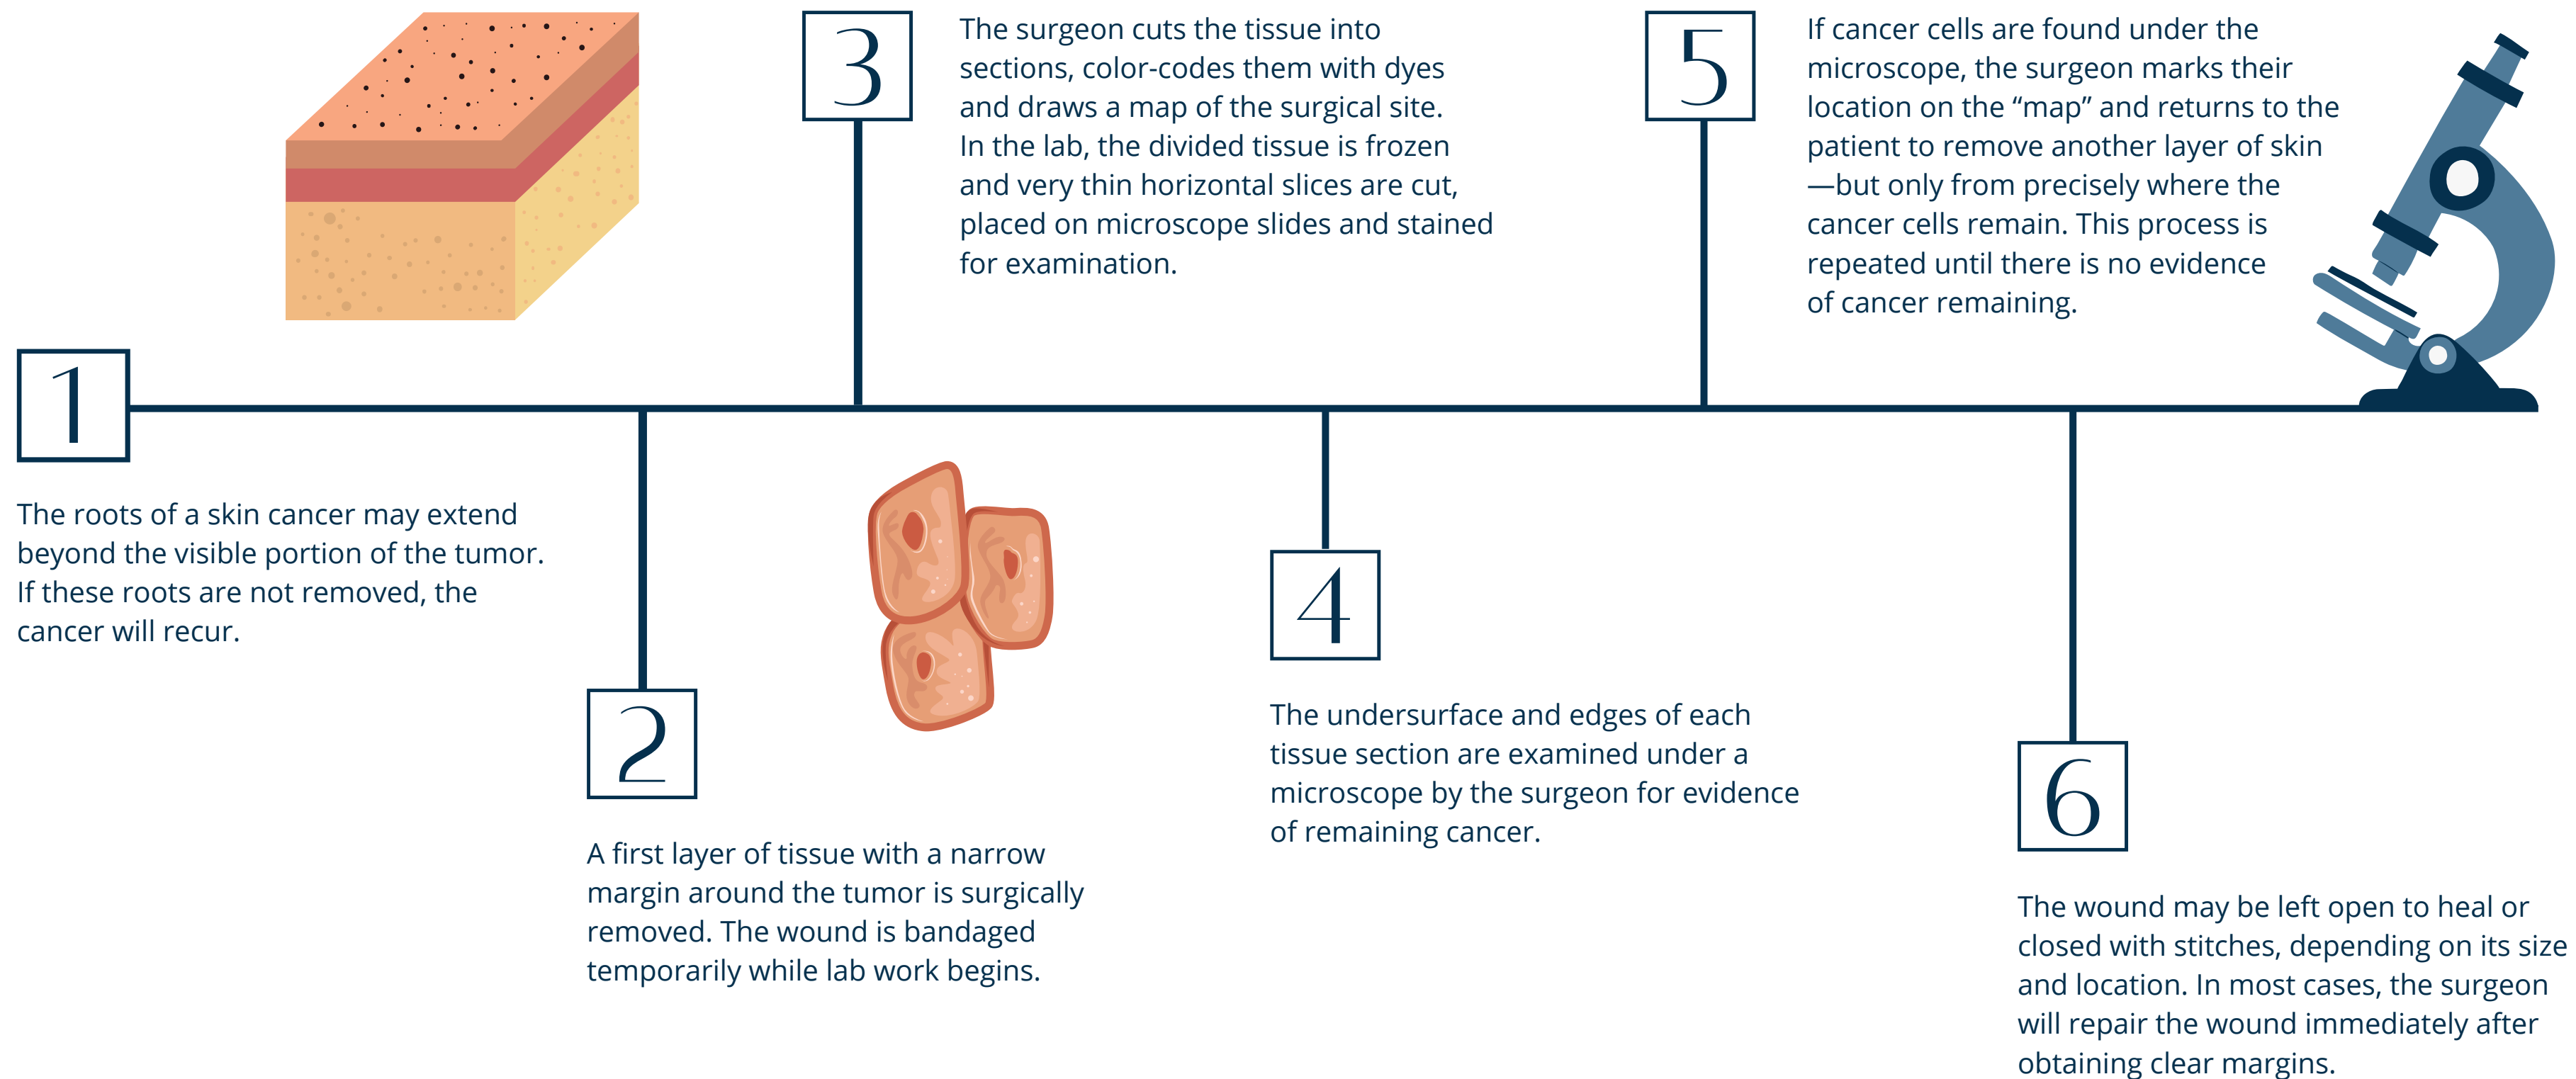 1
The roots of a skin cancer may extend
beyond the visible portion of the tumor.
If these roots are not removed, the
cancer will recur.
2
A first layer of tissue with a narrow
margin around the tumor is surgically
removed. The wound is bandaged
temporarily while lab work begins.
3
The surgeon cuts the tissue into
sections, color-codes them with dyes
and draws a map of the surgical site.
In the lab, the divided tissue is frozen
and very thin horizontal slices are cut,
placed on microscope slides and stained
for examination.
4
The undersurface and edges of each
tissue section are examined under a
microscope by the surgeon for evidence
of remaining cancer.
5
If cancer cells are found under the
microscope, the surgeon marks their
location on the “map” and returns to the
patient to remove another layer of skin
—but only from precisely where the
cancer cells remain. This process is
repeated until there is no evidence
of cancer remaining.
6
The wound may be left open to heal or
closed with stitches, depending on its size
and location. In most cases, the surgeon
will repair the wound immediately after
obtaining clear margins.